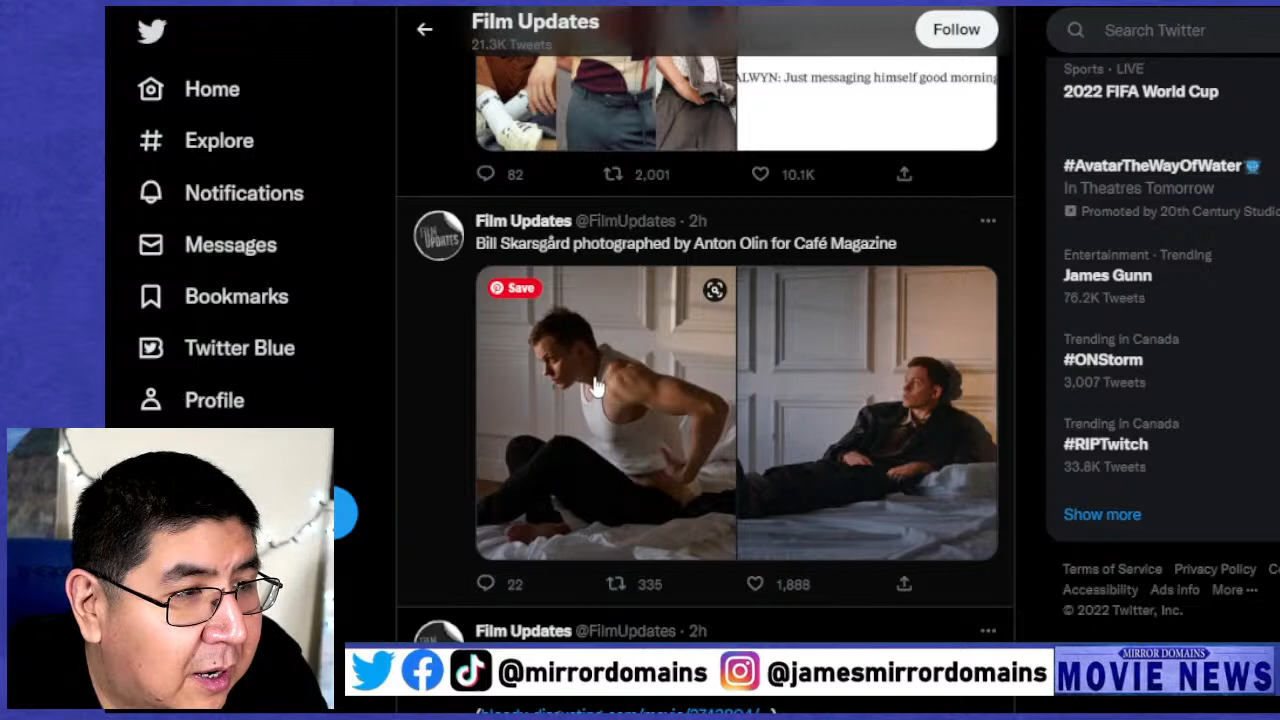 Film Updates
21.3K Tweets
Follow
Search Twitter
Home
Explore
Notifications
Messages
Bookmarks
Twitter Blue
Profile
ALWYN: Just messaging himself good morning
82
2,001
10.1K
Film Updates @FilmUpdates · 2h
Bill Skarsgård photographed by Anton Olin for Café Magazine
FILM UPDATES
Save
22
335
1,888
Film Updates @FilmUpdates · 2h
Sports · LIVE
2022 FIFA World Cup
#AvatarTheWayOfWater
In Theatres Tomorrow
Promoted by 20th Century Studio
Entertainment · Trending
James Gunn
76.2K Tweets
Trending in Canada
#ONStorm
3,007 Tweets
Trending in Canada
#RIPTwitch
33.8K Tweets
Show more
Terms of Service Privacy Policy
Accessibility Ads info More
© 2022 Twitter, Inc.
@mirrordomains
@jamesmirrordomains
MIRROR DOMAINS
MOVIE NEWS